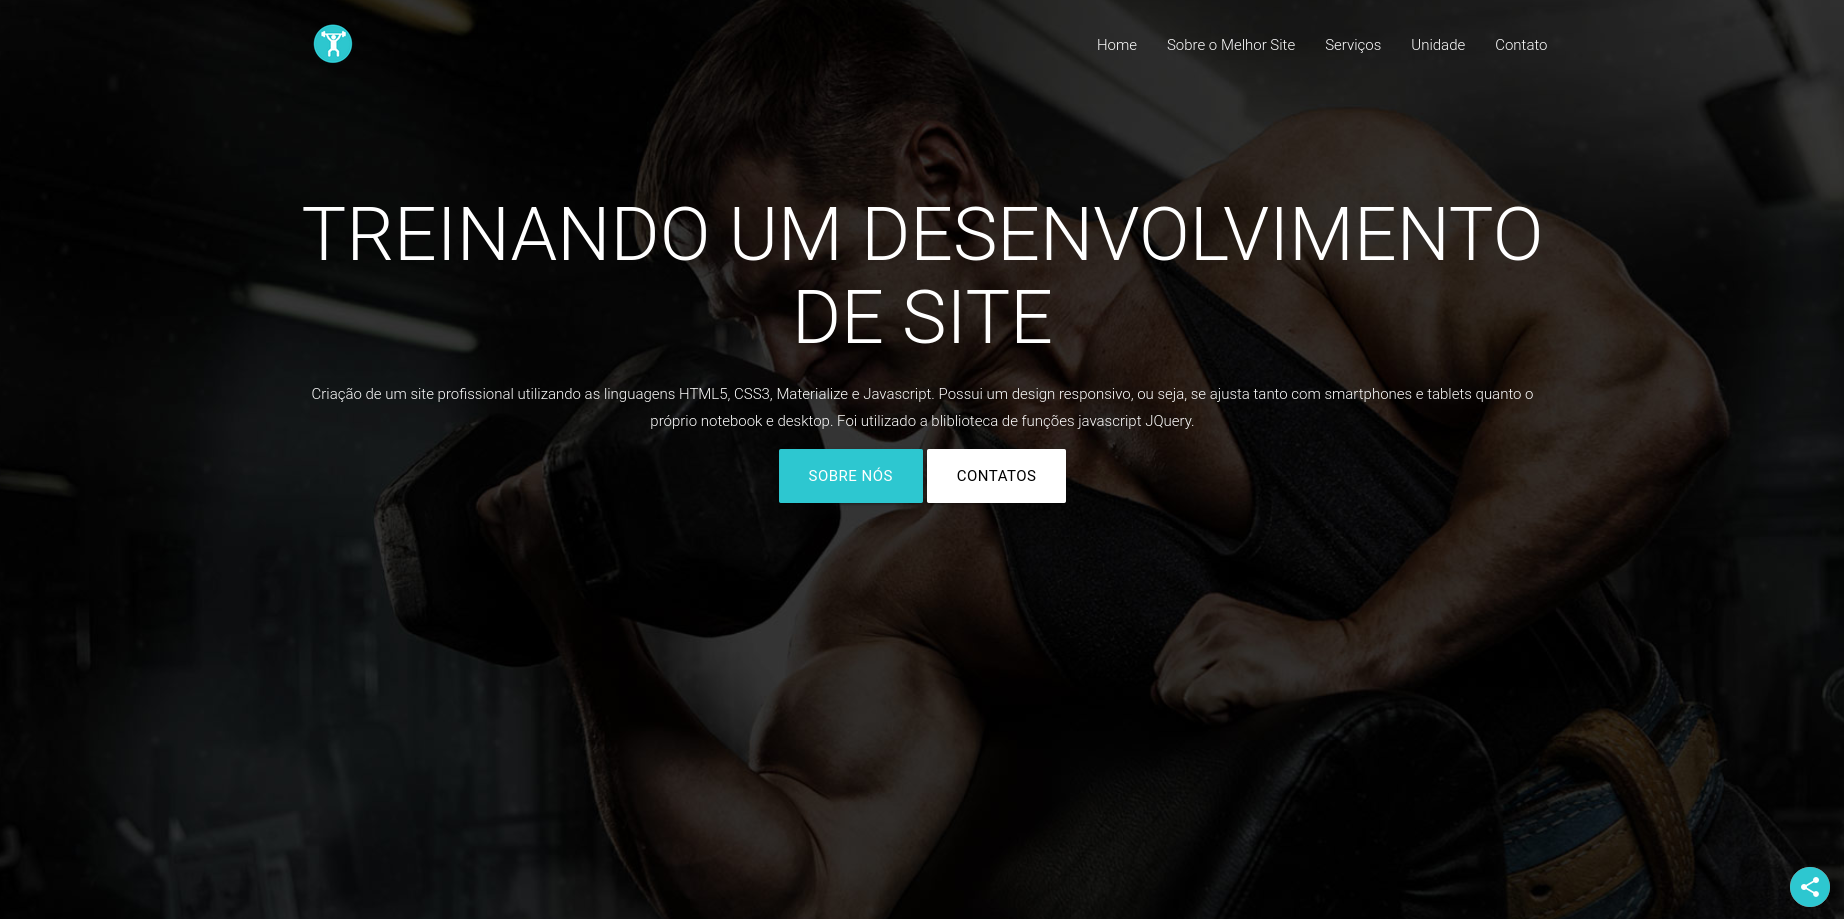 Home Sobre o Melhor Site Serviços Unidade Contato
TREINANDO UM DESENVOLVIMENTO
DE SITE
Criação de um site profissional utilizando as linguagens HTML5, CSS3, Materialize e Javascript. Possui um design responsivo, ou seja, se ajusta tanto com smartphones e tablets quanto o
próprio notebook e desktop. Foi utilizado a bliblioteca de funções javascript JQuery.
SOBRE NÓS CONTATOS